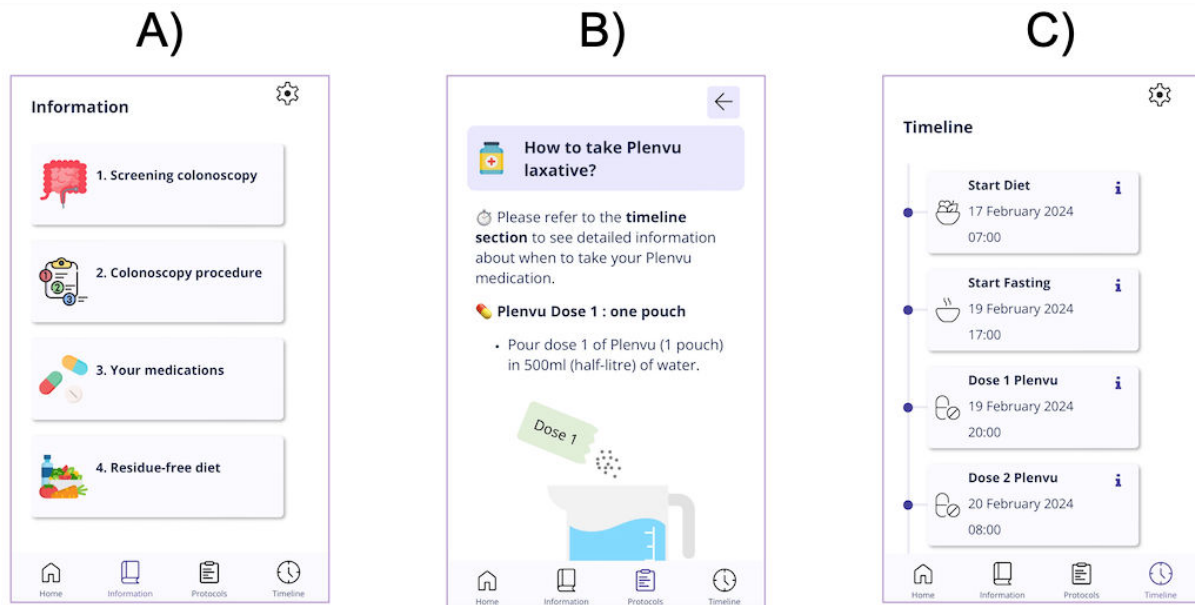 A)
B)
C)
Information
1. Screening colonoscopy
2. Colonoscopy procedure
3. Your medications
4. Residue-free diet
Home
Information
Protocols
Timeline
How to take Plenvu
laxative?
Please refer to the timeline
section to see detailed information
about when to take your Plenvu
medication.
Plenvu Dose 1 : one pouch
• Pour dose 1 of Plenvu (1 pouch)
in 500ml (half-litre) of water.
Dose 1
Home
Information
Protocols
Timeline
Timeline
Start Diet
17 February 2024
07:00
Start Fasting
19 February 2024
17:00
Dose 1 Plenvu
19 February 2024
20:00
Dose 2 Plenvu
20 February 2024
08:00
Home
Information
Protocols
Timeline